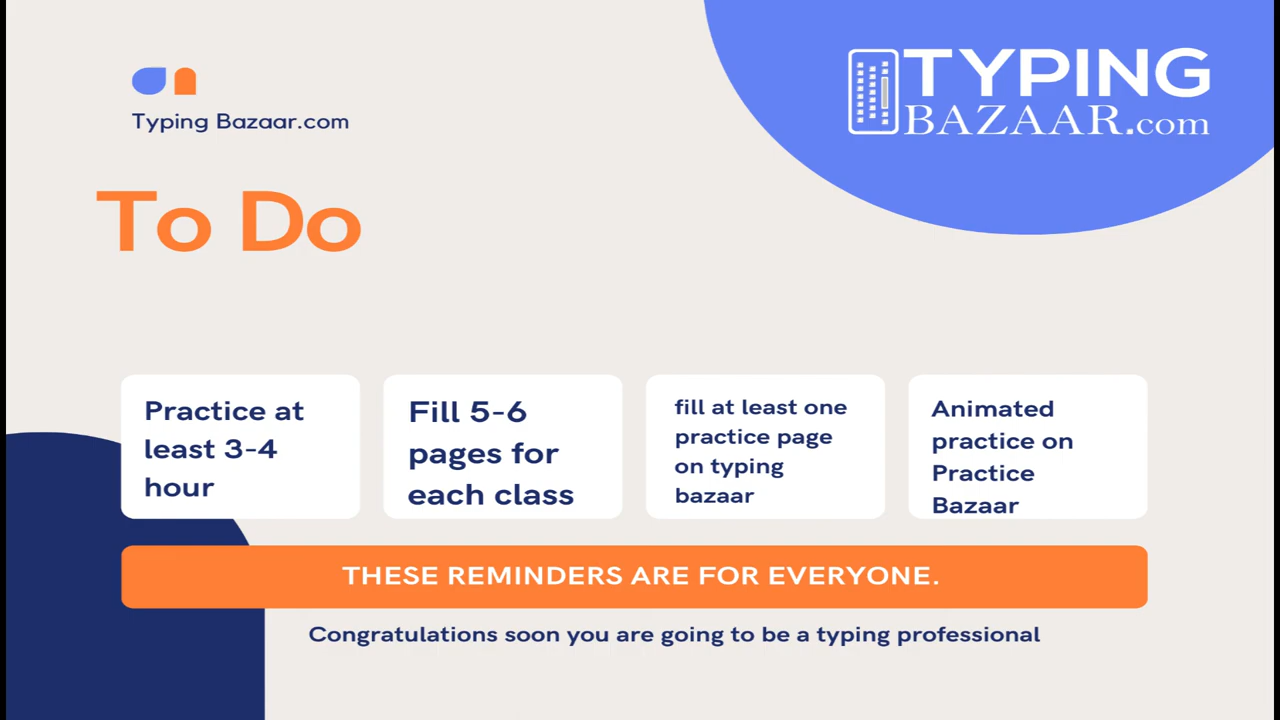 Typing Bazaar.com
TYPING
BAZAAR.com
To Do
Practice at
least 3-4
hour
Fill 5-6
pages for
each class
fill at least one
practice page
on typing
bazaar
Animated
practice on
Practice
Bazaar
THESE REMINDERS ARE FOR EVERYONE.
Congratulations soon you are going to be a typing professional